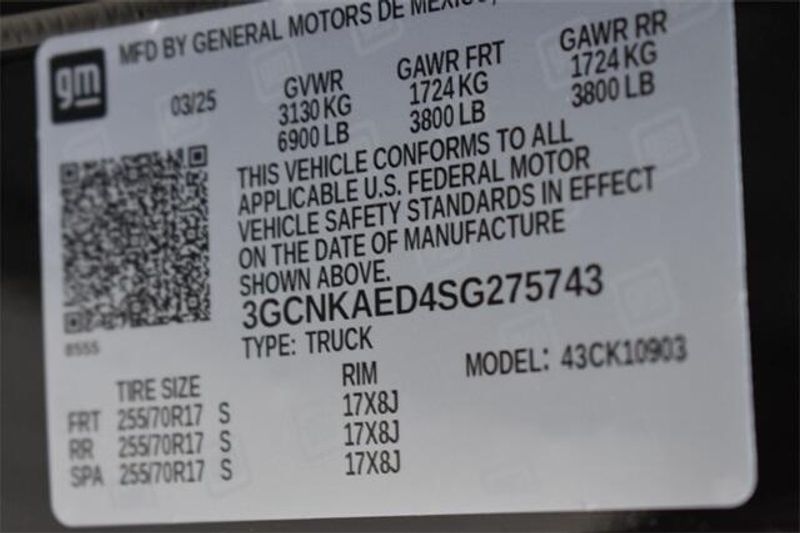 gm
MFD BY GENERAL MOTORS DE MEXICO,
03/25
GVWR GAWR FRT GAWR RR
3130 KG 1724 KG 1724 KG
6900 LB 3800 LB 3800 LB
THIS VEHICLE CONFORMS TO ALL
APPLICABLE U.S. FEDERAL MOTOR
VEHICLE SAFETY STANDARDS IN EFFECT
ON THE DATE OF MANUFACTURE
SHOWN ABOVE.
3GCNKAED4SG275743
8555
TYPE: TRUCK
MODEL: 43CK10903
TIRE SIZE RIM
FRT 255/70R17 S 17X8J
RR 255/70R17 S 17X8J
SPA 255/70R17 S 17X8J